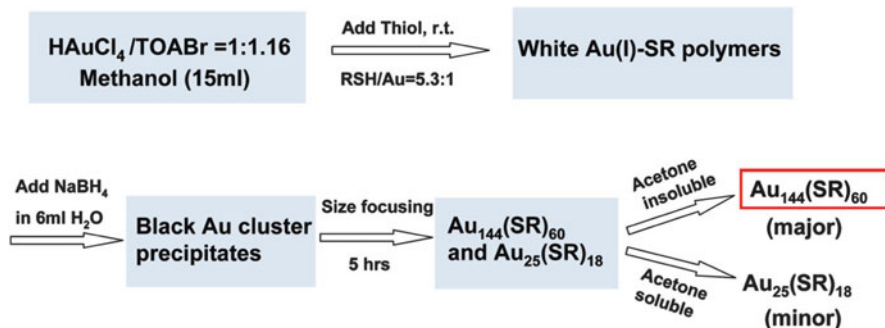 HAuCl₄ /TOABr =1:1.16
Methanol (15ml)
Add Thiol, r.t.
RSH/Au=5.3:1
White Au(I)-SR polymers
Add NaBH₄
in 6ml H₂O
Black Au cluster
precipitates
Size focusing
5 hrs
Au₁₄₄(SR)₆₀
and Au₂₅(SR)₁₈
Acetone
insoluble
Au₁₄₄(SR)₆₀
(major)
Acetone
soluble
Au₂₅(SR)₁₈
(minor)